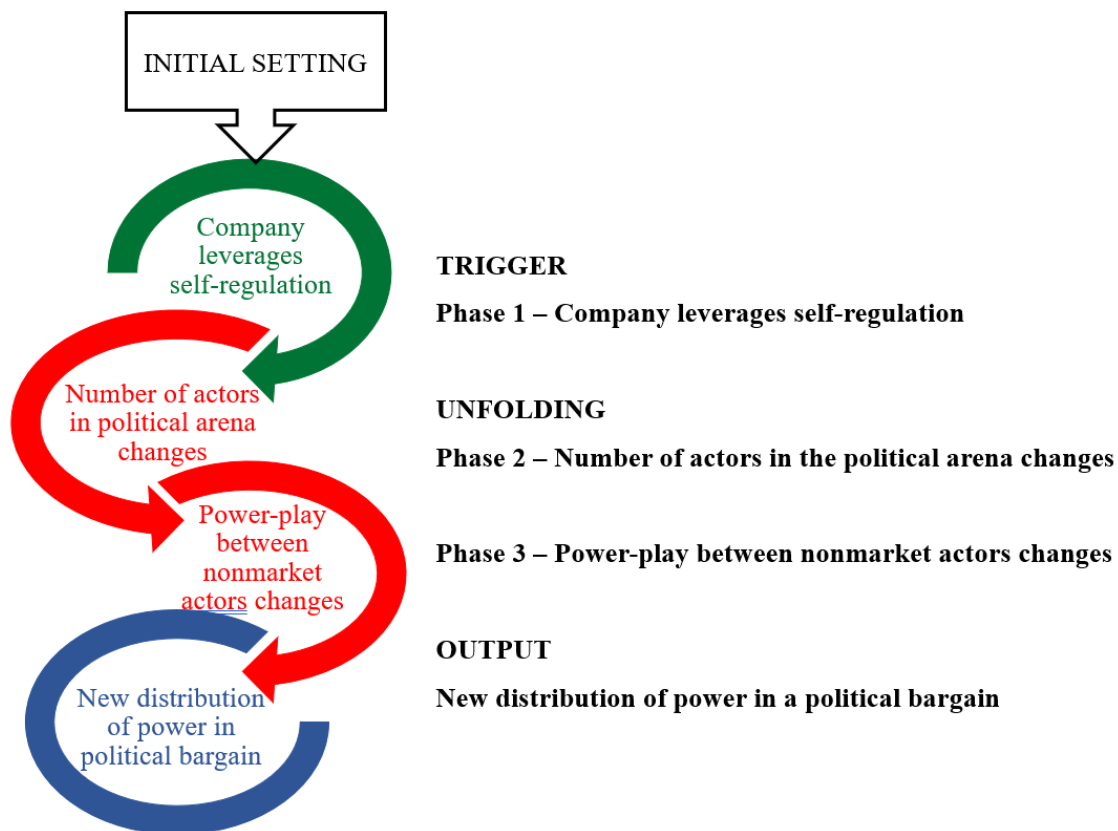 INITIAL SETTING
Company
leverages
self-regulation
TRIGGER
Phase 1 – Company leverages self-regulation
Number of actors
in political arena
changes
UNFOLDING
Phase 2 – Number of actors in the political arena changes
Power-play
between
nonmarket
actors changes
Phase 3 – Power-play between nonmarket actors changes
New distribution
of power in
political bargain
OUTPUT
New distribution of power in a political bargain